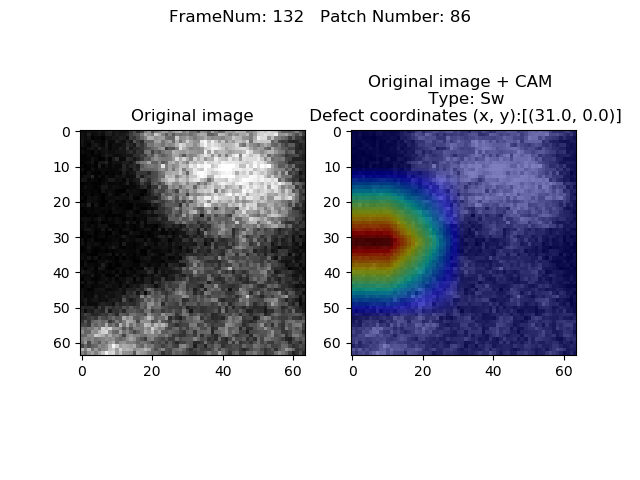 FrameNum: 132   Patch Number: 86
Original image
0
10
20
30
40
50
60
0 20 40 60
Original image + CAM
Type: Sw
Defect coordinates (x, y):[(31.0, 0.0)]
0
10
20
30
40
50
60
0 20 40 60